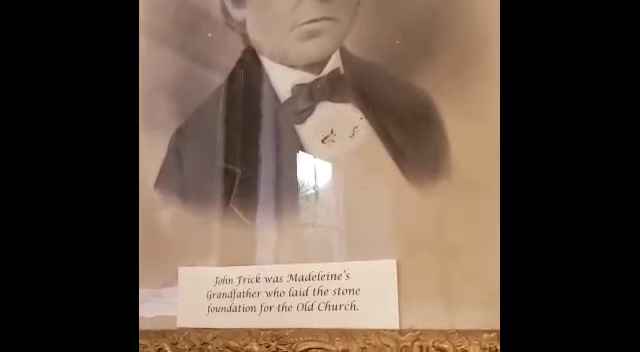 John Frick was Madeleine's
Grandfather who laid the stone
foundation for the Old Church.